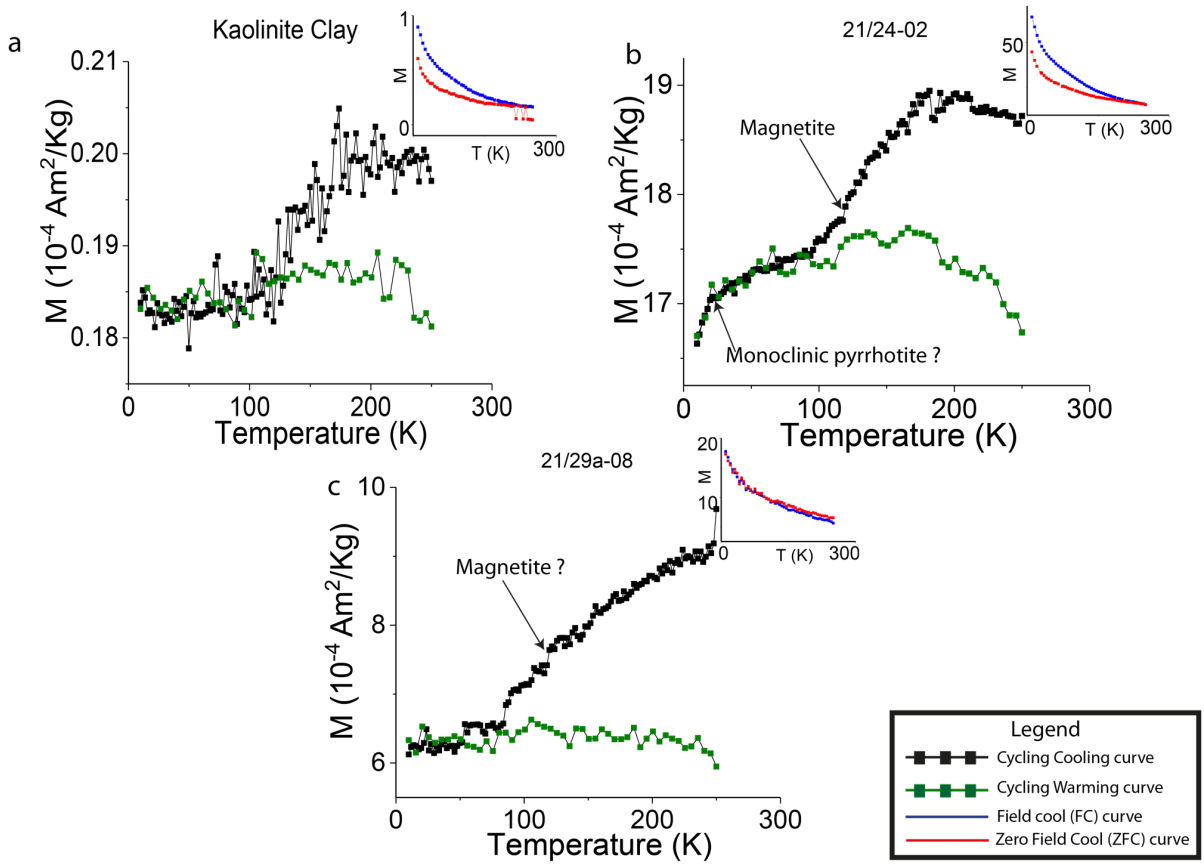 a
Kaolinite Clay
0.21
0.20
0.19
0.18
M (10⁻⁴ Am²/Kg)
0 100 200 300
Temperature (K)
1
M
0
T (K) 300
b
21/24-02
19
18
17
M (10⁻⁴ Am²/Kg)
Magnetite
Monoclinic pyrrhotite ?
0 100 200 300
Temperature (K)
50
M
0 300
T (K)
c
21/29a-08
10
8
6
M (10⁻⁴ Am²/Kg)
Magnetite ?
0 100 200 300
Temperature (K)
20
M
10
0 300
T (K)
Legend
Cycling Cooling curve
Cycling Warming curve
Field cool (FC) curve
Zero Field Cool (ZFC) curve